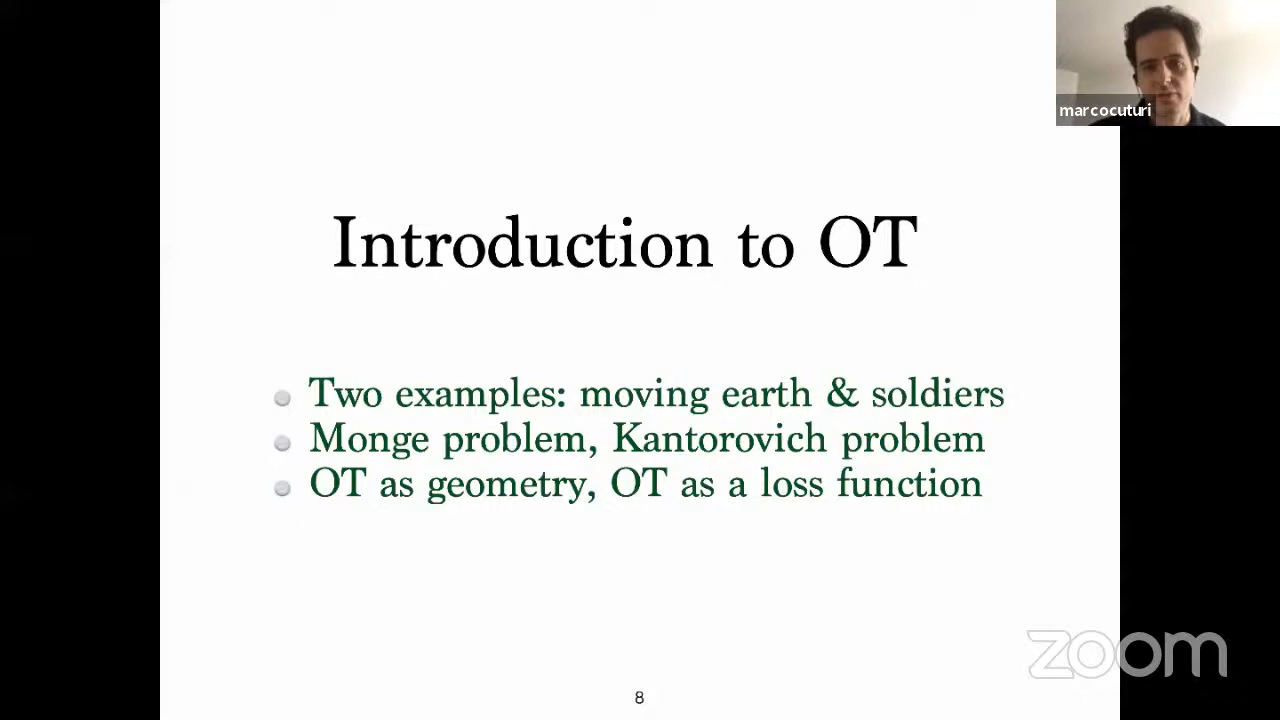 marcocuturi
Introduction to OT
Two examples: moving earth & soldiers
Monge problem, Kantorovich problem
OT as geometry, OT as a loss function
zoom
8